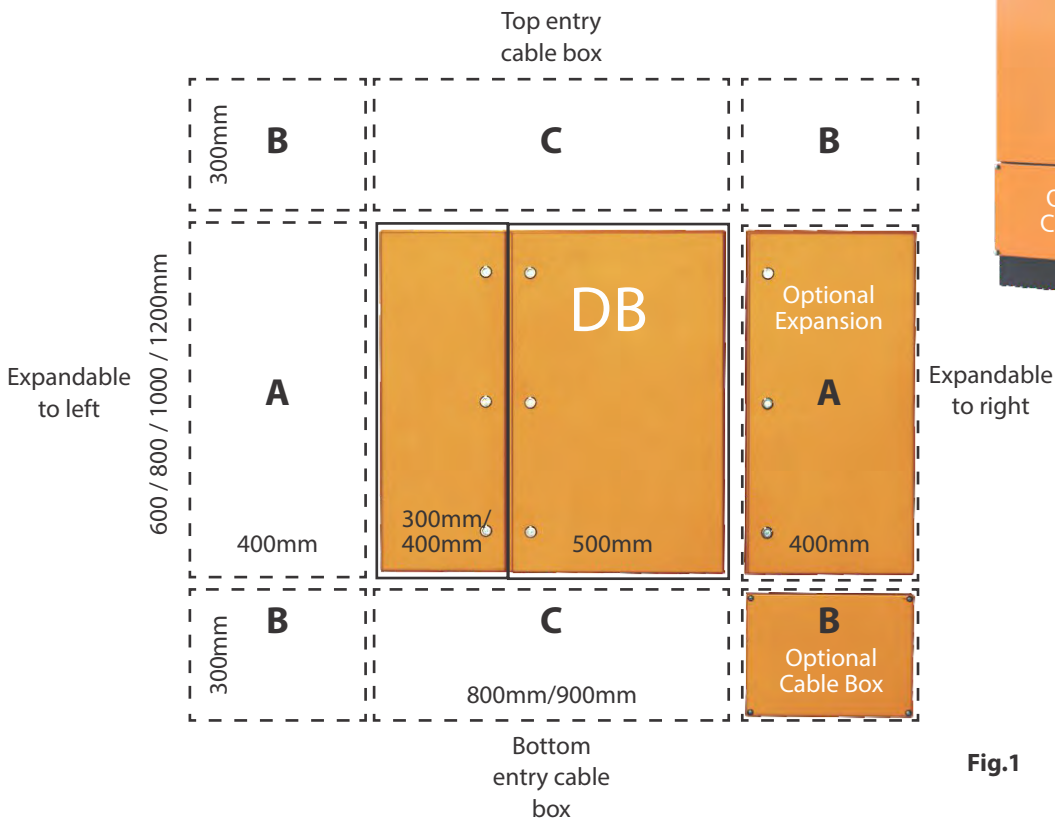 Top entry
cable box
B
C
B
300mm
DB
Optional
Expansion
Expandable
to left
600 / 800 / 1000 / 1200mm
A
A
Expandable
to right
400mm
300mm/
400mm
500mm
400mm
B
C
B
300mm
Optional
Cable Box
800mm/900mm
Bottom
entry cable
box
Fig.1